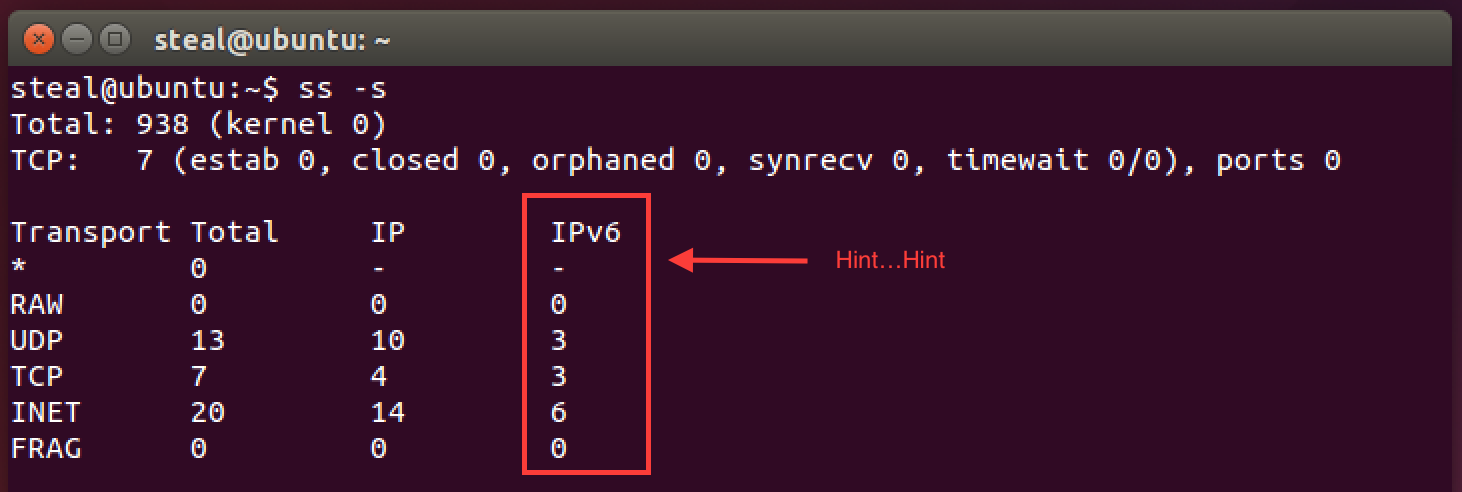 steal@ubuntu: ~
steal@ubuntu:~$ ss -s
Total: 938 (kernel 0)
TCP:   7 (estab 0, closed 0, orphaned 0, synrecv 0, timewait 0/0), ports 0
Transport Total     IP        IPv6
*         0         -         -
RAW       0         0         0
UDP       13        10        3
TCP       7         4         3
INET      20        14        6
FRAG      0         0         0
Hint...Hint